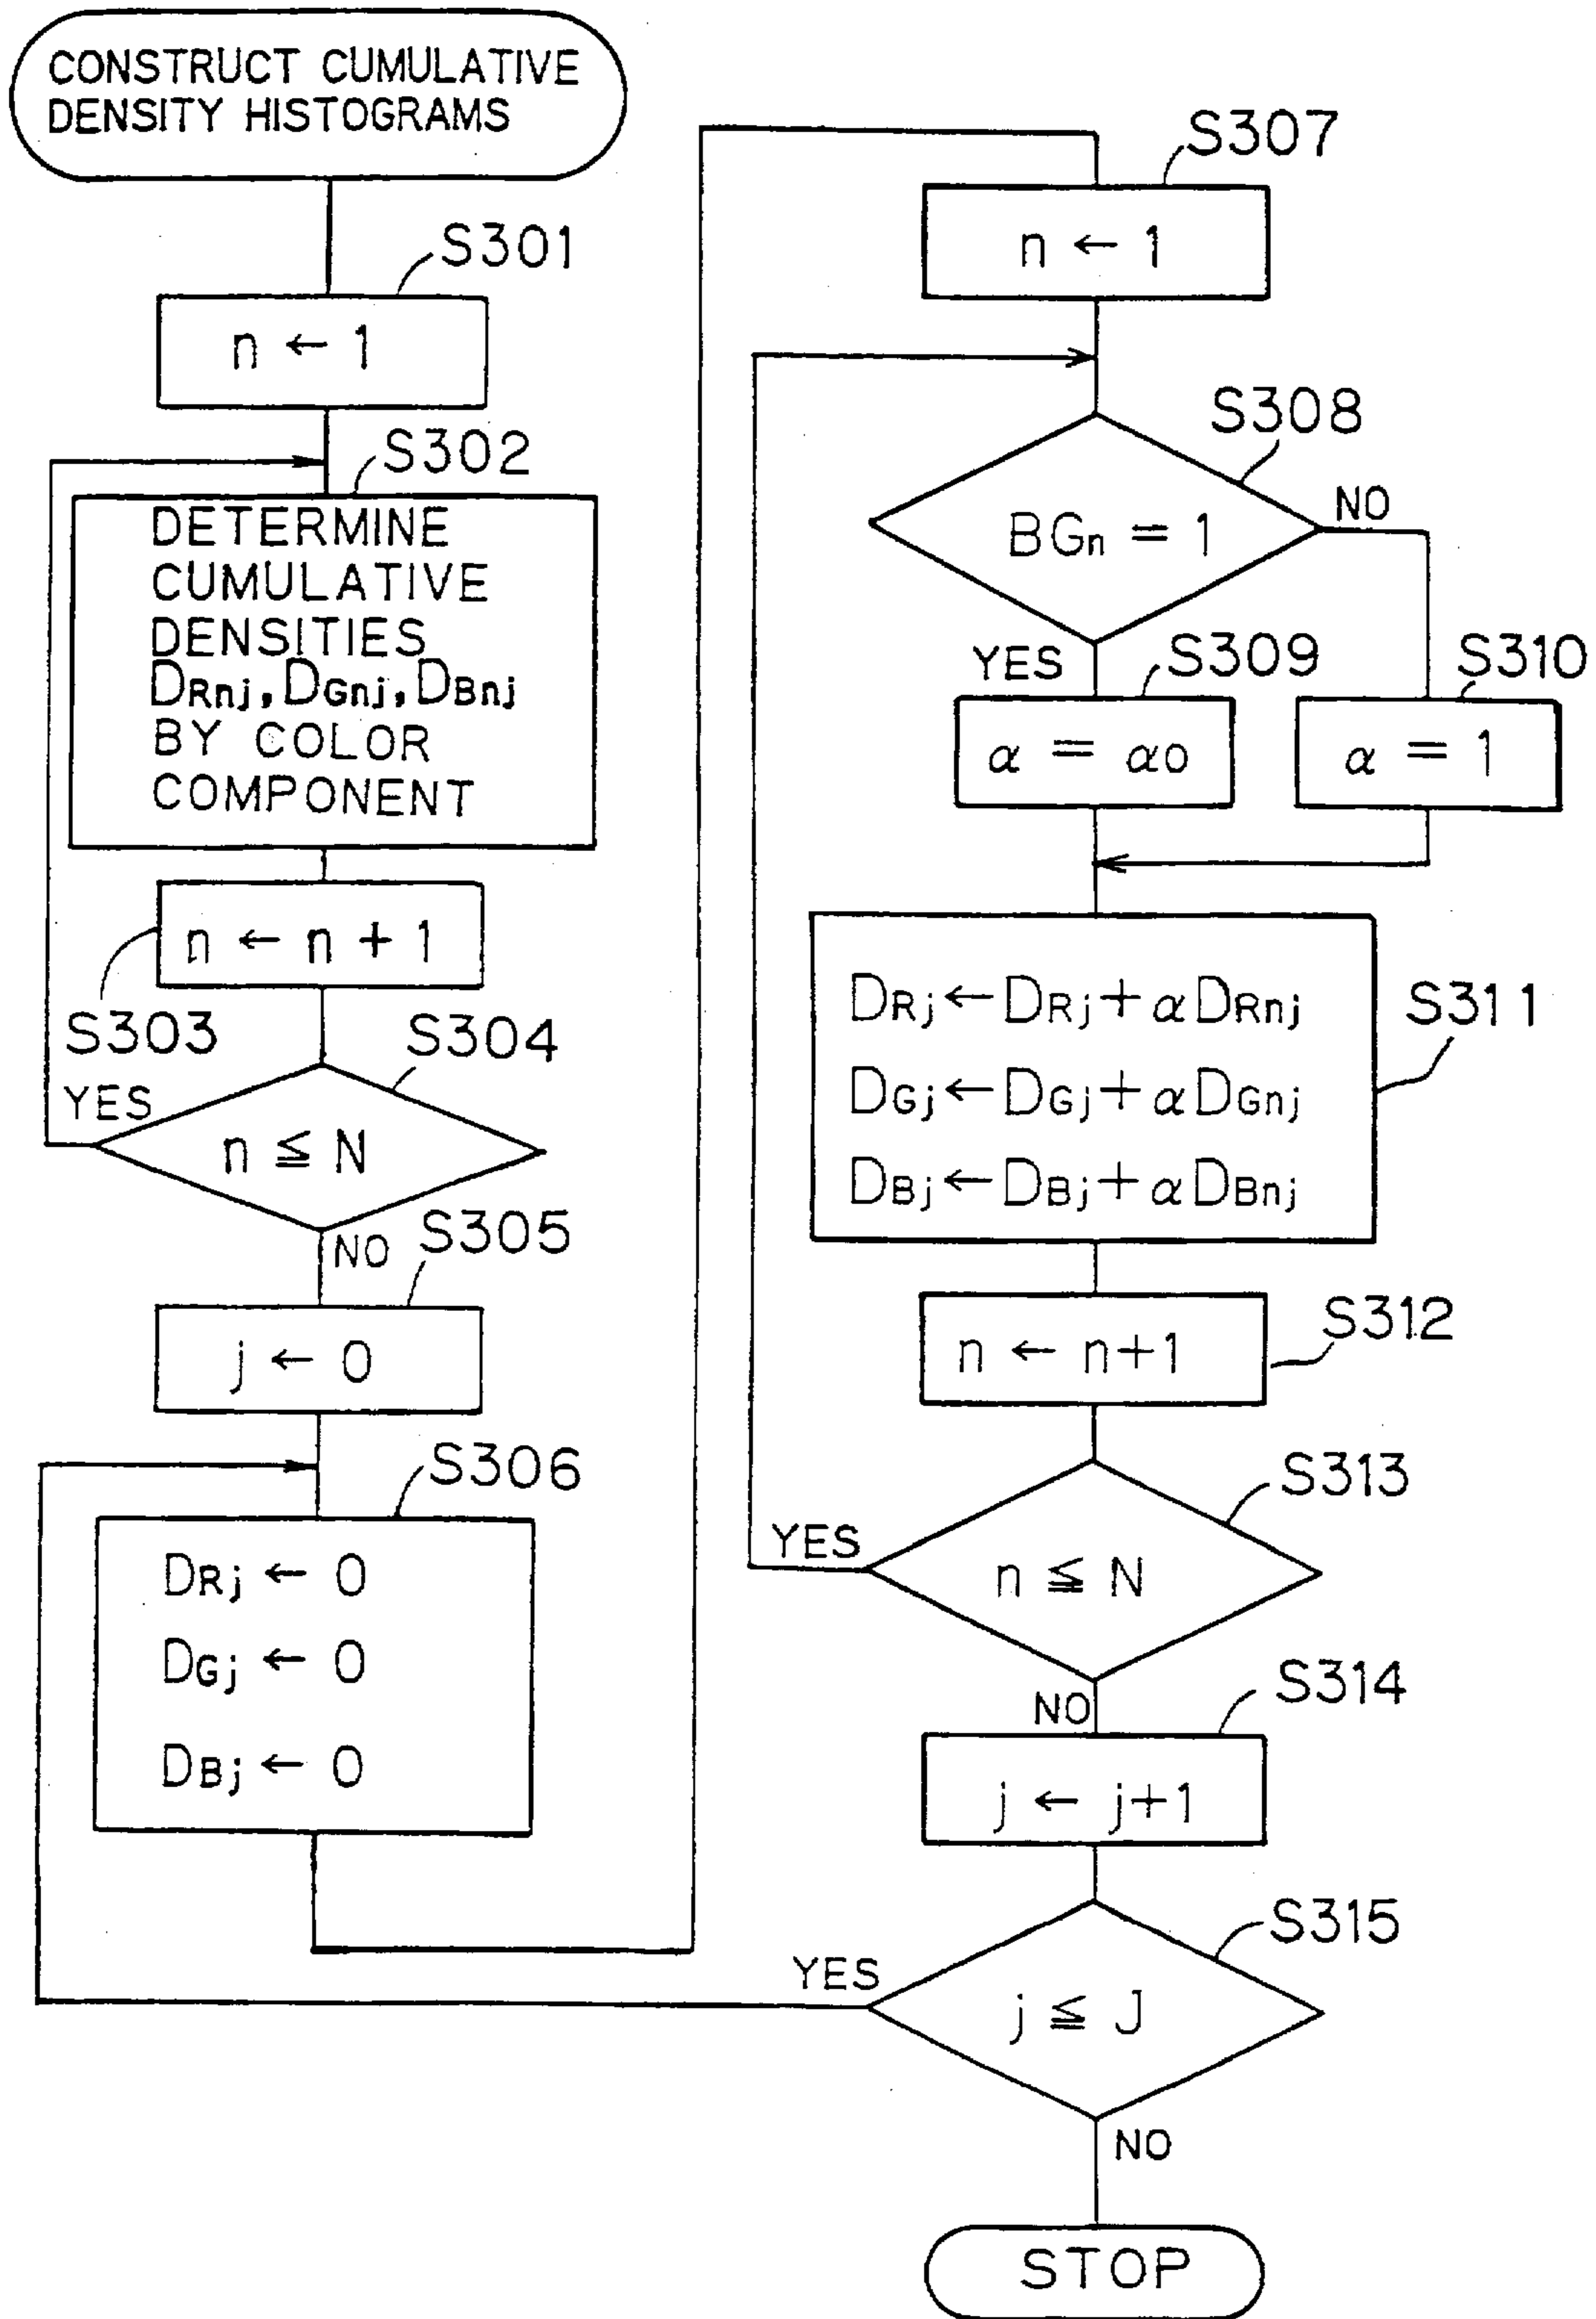 CONSTRUCT CUMULATIVE
DENSITY HISTOGRAMS
S301
n ← 1
S302
DETERMINE
CUMULATIVE
DENSITIES
DRnj, DGnj, DBnj
BY COLOR
COMPONENT
n ← n + 1
S303
S304
YES
n ≦ N
NO
S305
j ← 0
S306
DRj ← 0
DGj ← 0
DBj ← 0
S307
n ← 1
S308
BGn = 1
NO
YES
S309
α = αo
S310
α = 1
S311
DRj ← DRj + αDRnj
DGj ← DGj + αDGnj
DBj ← DBj + αDBnj
S312
n ← n+1
S313
YES
n ≦ N
NO
S314
j ← j+1
S315
YES
j ≦ J
NO
STOP